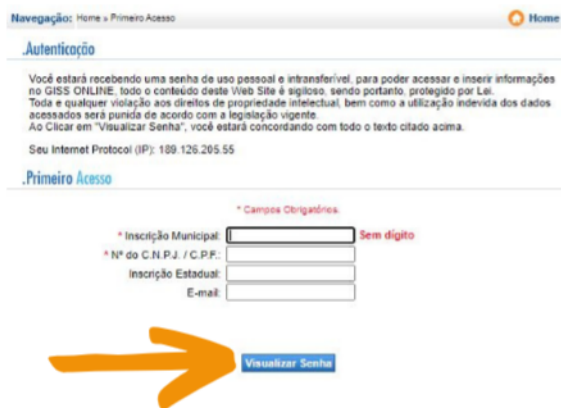 Navegação: Home » Primeiro Acesso
Home
.Autenticação
Você estará recebendo uma senha de uso pessoal e intransferível, para poder acessar e inserir informações
no GISS ONLINE, todo o conteúdo deste Web Site é sigiloso, sendo portanto, protegido por Lei.
Toda e qualquer violação aos direitos de propriedade intelectual, bem como a utilização indevida dos dados
acessados será punida de acordo com a legislação vigente.
Ao Clicar em "Visualizar Senha", você estará concordando com todo o texto citado acima.
Seu Internet Protocol (IP): 189.126.205.55
.Primeiro Acesso
* Campos Obrigatórios.
* Inscrição Municipal: Sem dígito
* Nº do C.N.P.J. / C.P.F.:
Inscrição Estadual:
E-mail:
Visualizar Senha